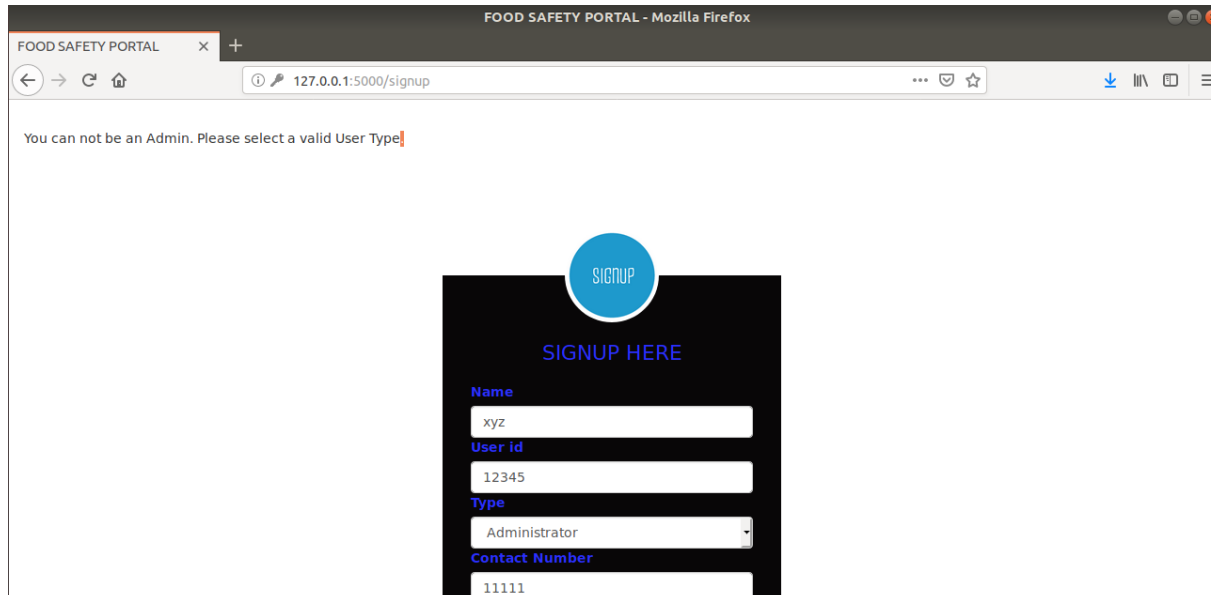 FOOD SAFETY PORTAL - Mozilla Firefox
FOOD SAFETY PORTAL
127.0.0.1:5000/signup
You can not be an Admin. Please select a valid User Type.
SIGNUP
SIGNUP HERE
Name
xyz
User id
12345
Type
Administrator
Contact Number
11111